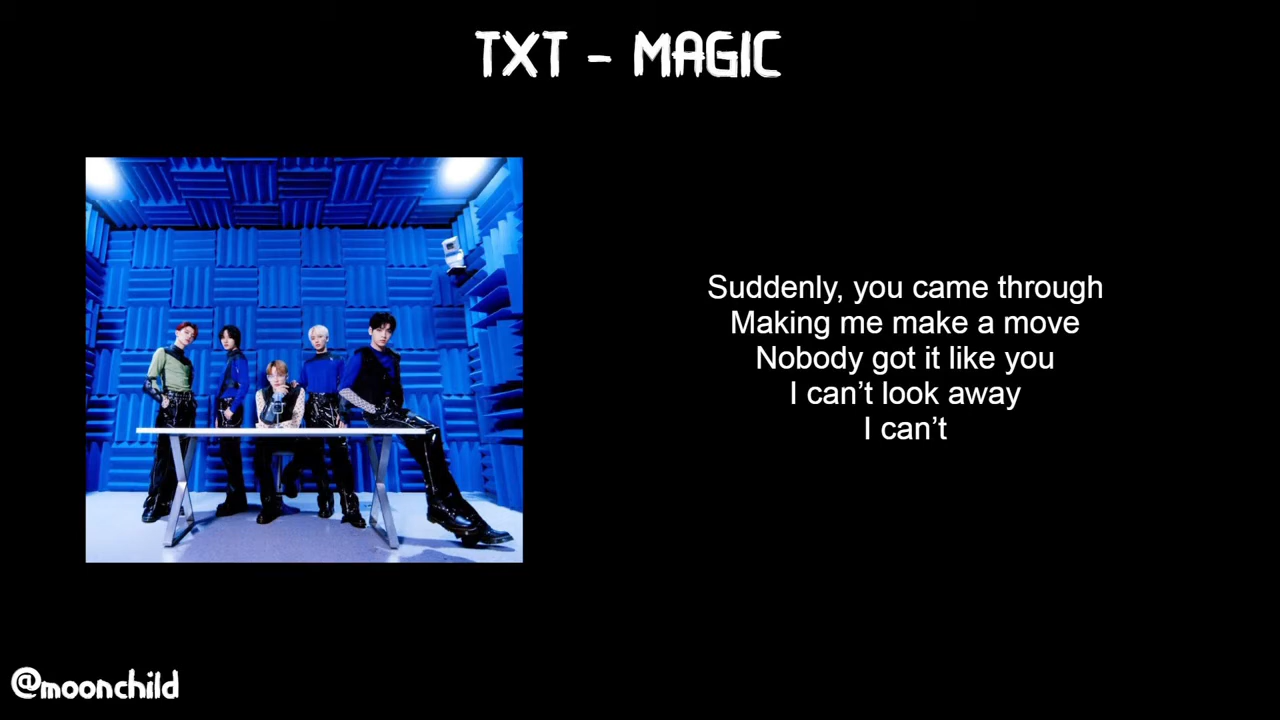 TXT - MAGIC
Suddenly, you came through
Making me make a move
Nobody got it like you
I can’t look away
I can’t
@moonchild